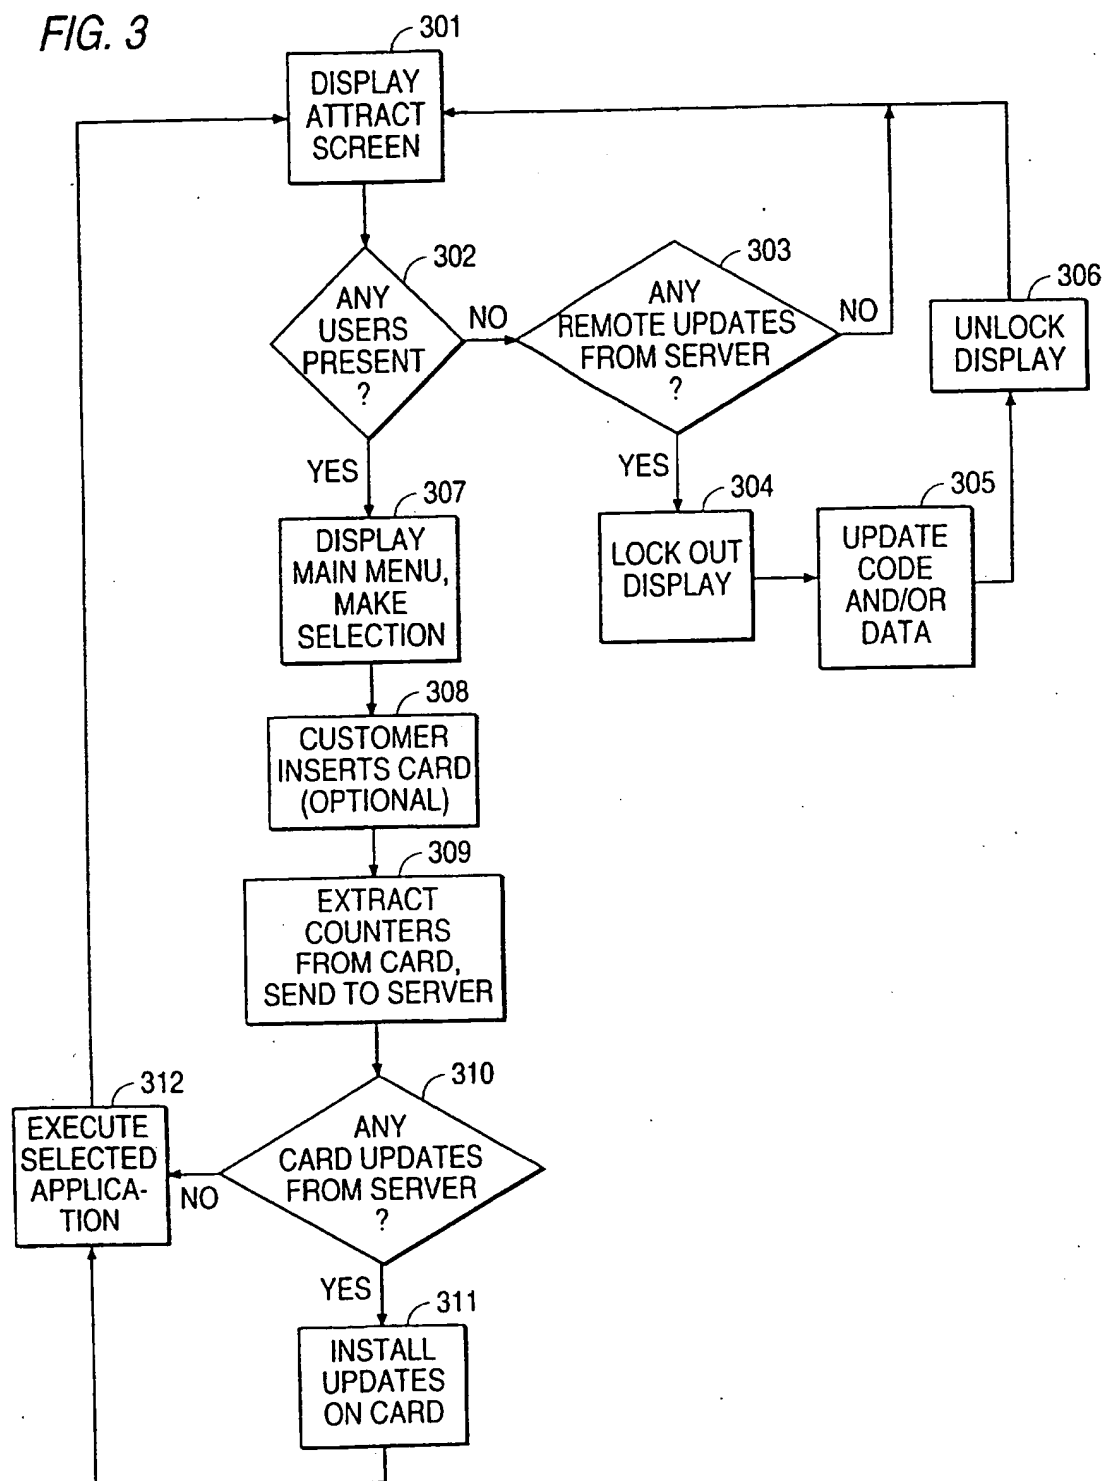 FIG. 3
301
DISPLAY
ATTRACT
SCREEN
302
ANY
USERS
PRESENT
?
NO
303
ANY
REMOTE UPDATES
FROM SERVER
?
NO
306
UNLOCK
DISPLAY
YES
307
DISPLAY
MAIN MENU,
MAKE
SELECTION
YES
304
LOCK OUT
DISPLAY
305
UPDATE
CODE
AND/OR
DATA
308
CUSTOMER
INSERTS CARD
(OPTIONAL)
309
EXTRACT
COUNTERS
FROM CARD,
SEND TO SERVER
310
ANY
CARD UPDATES
FROM SERVER
?
NO
312
EXECUTE
SELECTED
APPLICA-
TION
YES
311
INSTALL
UPDATES
ON CARD